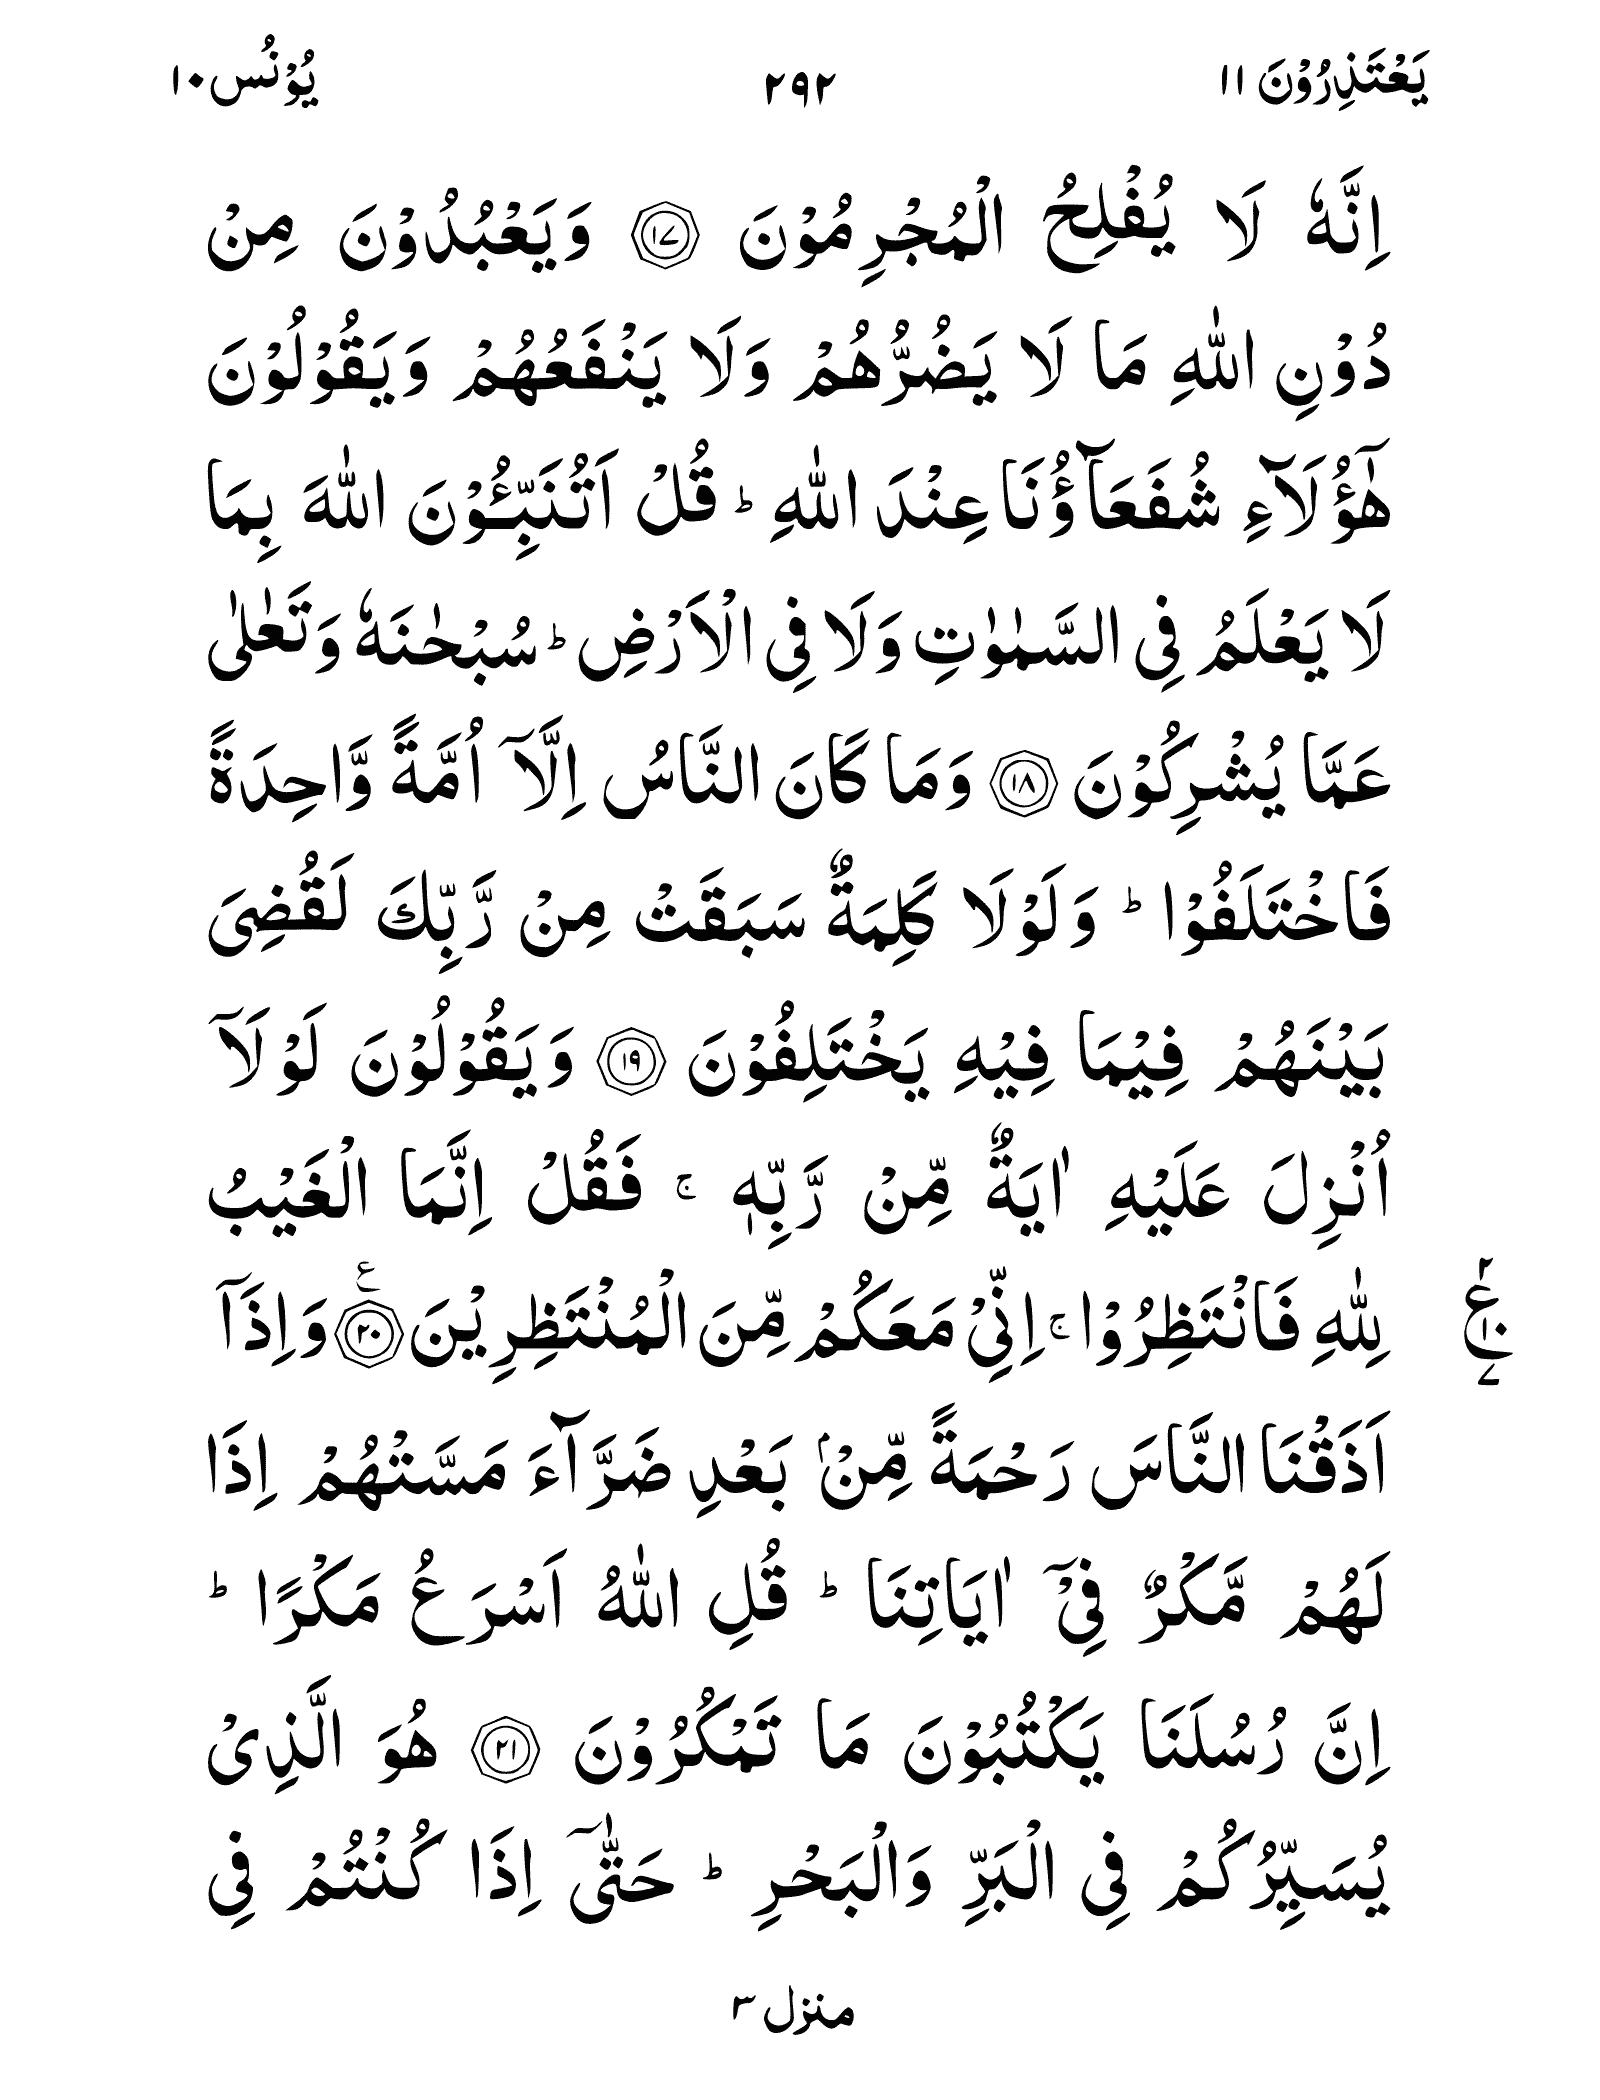 يَعْتَذِرُوْنَ ١١ ٢٩٢ يُوْنُس١٠
اِنَّهٗ لَا يُفْلِحُ الْمُجْرِمُوْنَ ١٧ وَيَعْبُدُوْنَ مِنْ
دُوْنِ اللّٰهِ مَا لَا يَضُرُّهُمْ وَلَا يَنْفَعُهُمْ وَيَقُوْلُوْنَ
هٰٓؤُلَآءِ شُفَعَآؤُنَا عِنْدَ اللّٰهِ ؕ قُلْ اَتُنَبِّـُٔوْنَ اللّٰهَ بِمَا
لَا يَعْلَمُ فِى السَّمٰوٰتِ وَلَا فِى الْاَرْضِ ؕ سُبْحٰنَهٗ وَتَعٰلٰى
عَمَّا يُشْرِكُوْنَ ١٨ وَمَا كَانَ النَّاسُ اِلَّاۤ اُمَّةً وَّاحِدَةً
فَاخْتَلَفُوْا ؕ وَلَوْلَا كَلِمَةٌ سَبَقَتْ مِنْ رَّبِّكَ لَقُضِىَ
بَيْنَهُمْ فِيْمَا فِيْهِ يَخْتَلِفُوْنَ ١٩ وَيَقُوْلُوْنَ لَوْلَاۤ
اُنْزِلَ عَلَيْهِ اٰيَةٌ مِّنْ رَّبِّهٖ ۚ فَقُلْ اِنَّمَا الْغَيْبُ
لِلّٰهِ فَانْتَظِرُوْا ۚ اِنِّىْ مَعَكُمْ مِّنَ الْمُنْتَظِرِيْنَ ٢٠ ع وَاِذَاۤ
٢ ع ١٠ ٧
اَذَقْنَا النَّاسَ رَحْمَةً مِّنْۢ بَعْدِ ضَرَّآءَ مَسَّتْهُمْ اِذَا
لَهُمْ مَّكْرٌ فِىْۤ اٰيَاتِنَا ؕ قُلِ اللّٰهُ اَسْرَعُ مَكْرًا ؕ
اِنَّ رُسُلَنَا يَكْتُبُوْنَ مَا تَمْكُرُوْنَ ٢١ هُوَ الَّذِىْ
يُسَيِّرُكُمْ فِى الْبَرِّ وَالْبَحْرِ ؕ حَتّٰۤى اِذَا كُنْتُمْ فِى
منزل ٣